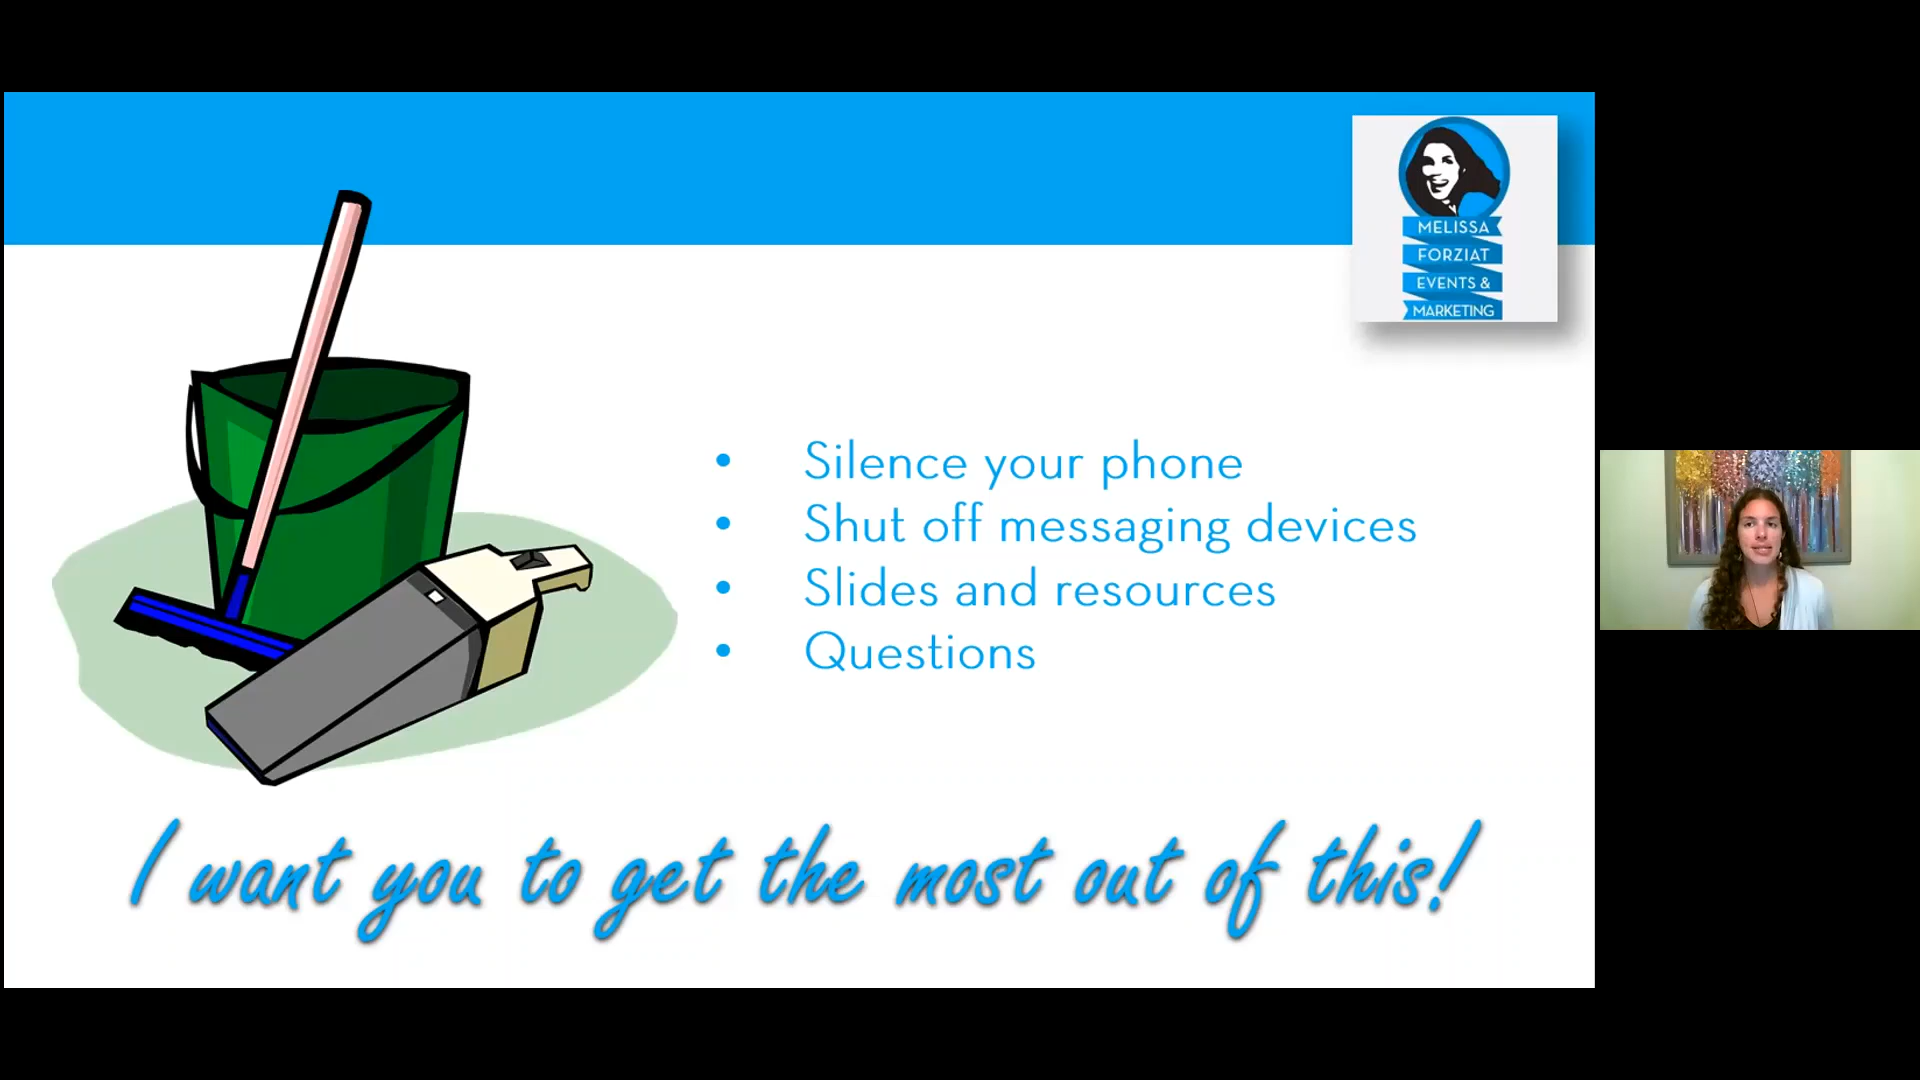 MELISSA
FORZIAT
EVENTS &
MARKETING
• Silence your phone
• Shut off messaging devices
• Slides and resources
• Questions
I want you to get the most out of this!